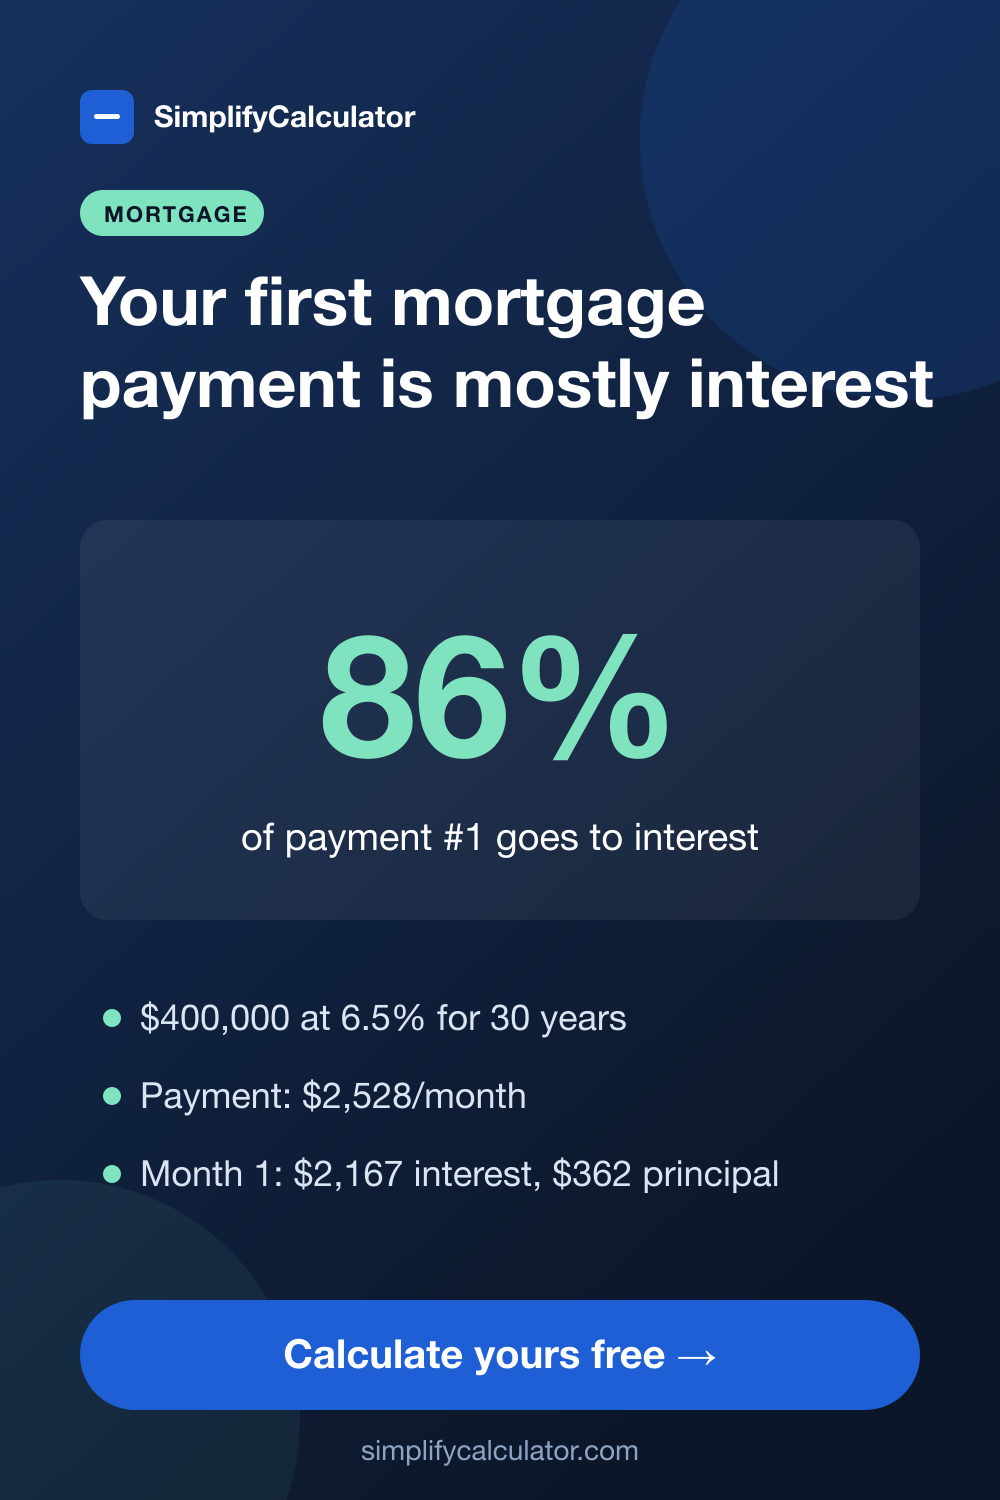 SimplifyCalculator
MORTGAGE
Your first mortgage
payment is mostly interest
86%
of payment #1 goes to interest
$400,000 at 6.5% for 30 years
Payment: $2,528/month
Month 1: $2,167 interest, $362 principal
Calculate yours free →
simplifycalculator.com